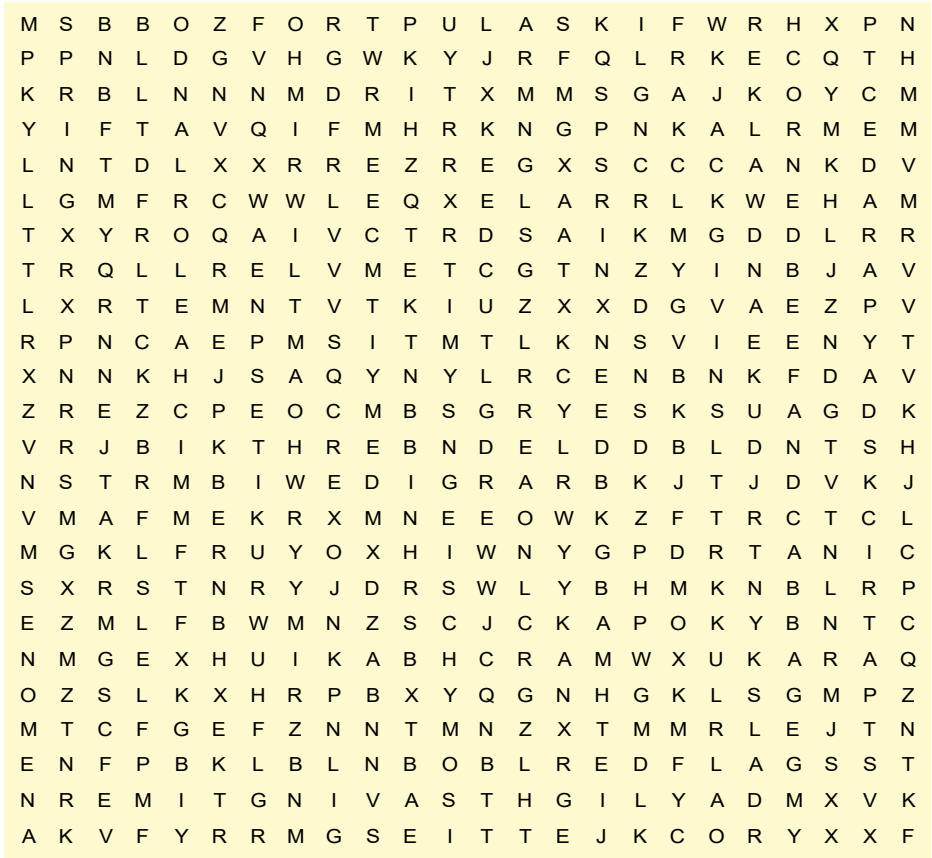 M S B B O Z F O R T P U L A S K I F W R H X P N
P P N L D G V H G W K Y J R F Q L R K E C Q T H
K R B L N N N M D R I T X M M S G A J K O Y C M
Y I F T A V Q I F M H R K N G P N K A L R M E M
L N T D L X X R R E Z R E G X S C C C A N K D V
L G M F R C W W L E Q X E L A R R L K W E H A M
T X Y R O Q A I V C T R D S A I K M G D D L R R
T R Q L L R E L V M E T C G T N Z Y I N B J A V
L X R T E M N T V T K I U Z X X D G V A E Z P V
R P N C A E P M S I T M T L K N S V I E E N Y T
X N N K H J S A Q Y N Y L R C E N B N K F D A V
Z R E Z C P E O C M B S G R Y E S K S U A G D K
V R J B I K T H R E B N D E L D D B L D N T S H
N S T R M B I W E D I G R A R B K J T J D V K J
V M A F M E K R X M N E E O W K Z F T R C T C L
M G K L F R U Y O X H I W N Y G P D R T A N I C
S X R S T N R Y J D R S W L Y B H M K N B L R P
E Z M L F B W M N Z S C J C K A P O K Y B N T C
N M G E X H U I K A B H C R A M W X U K A R A Q
O Z S L K X H R P B X Y Q G N H G K L S G M P Z
M T C F G E F Z N N T M N Z X T M M R L E J T N
E N F P B K L B L N B O B L R E D F L A G S S T
N R E M I T G N I V A S T H G I L Y A D M X V K
A K V F Y R R M G S E I T T E J K C O R Y X X F